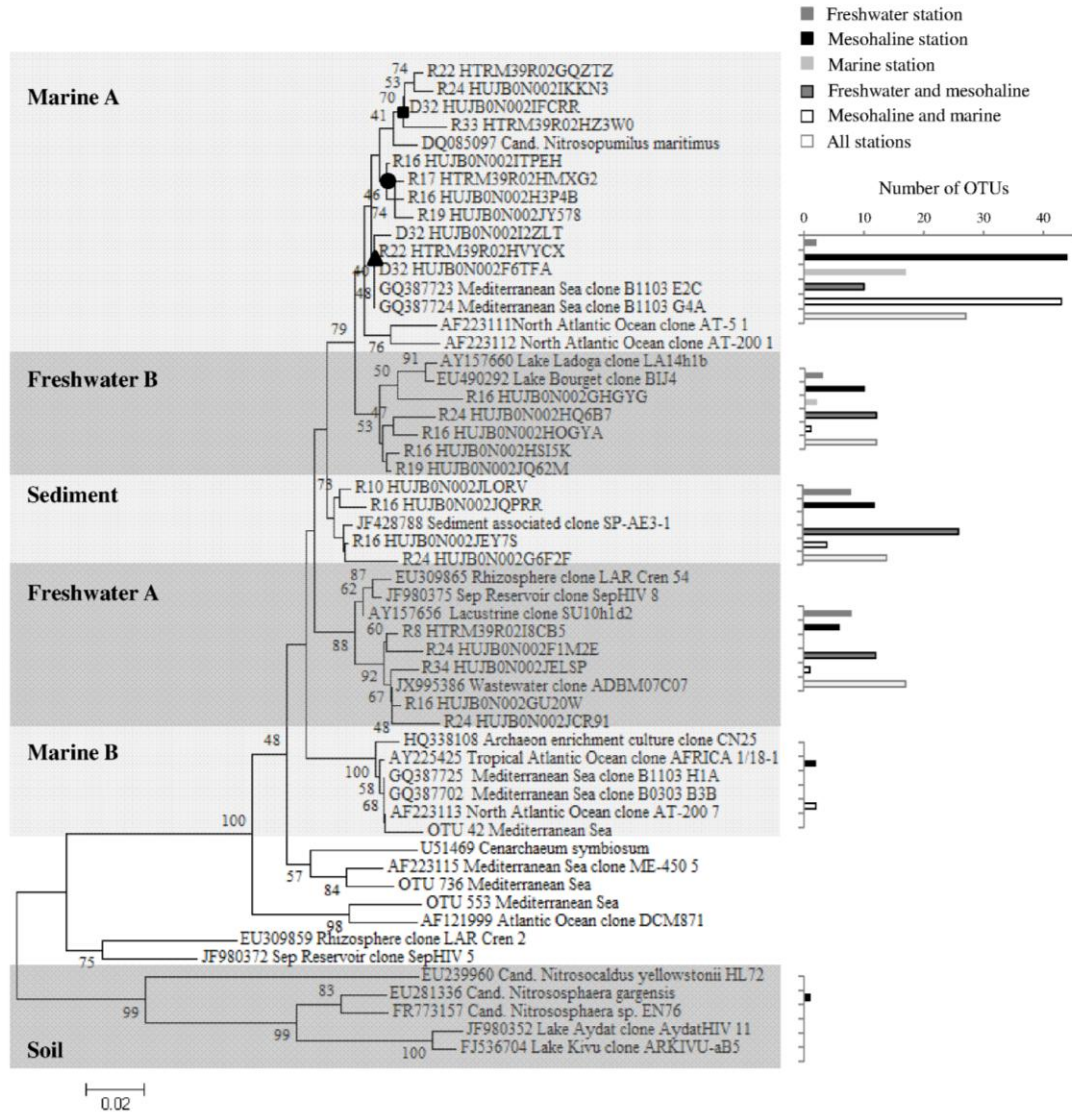 Freshwater station
Mesohaline station
Marine station
Freshwater and mesohaline
Mesohaline and marine
All stations
Number of OTUs
0 10 20 30 40
Marine A
74
R22 HTRM39R02GQZTZ
53
R24 HUJB0N002IKKN3
70
D32 HUJB0N002IFCRR
41
R33 HTRM39R02HZ3W0
DQ085097 Cand. Nitrosopumilus maritimus
R16 HUJB0N002ITPEH
R17 HTRM39R02HMXG2
46
R16 HUJB0N002H3P4B
74
R19 HUJB0N002JY578
D32 HUJB0N002I2ZLT
R22 HTRM39R02HVYCX
40
D32 HUJB0N002F6TFA
48
GQ387723 Mediterranean Sea clone B1103 E2C
GQ387724 Mediterranean Sea clone B1103 G4A
79
AF223111North Atlantic Ocean clone AT-5 1
76
AF223112 North Atlantic Ocean clone AT-200 1
Freshwater B
91
AY157660 Lake Ladoga clone LA14h1b
50
EU490292 Lake Bourget clone BIJ4
R16 HUJB0N002GHGYG
47
R24 HUJB0N002HQ6B7
53
R16 HUJB0N002HOGYA
R16 HUJB0N002HSI5K
R19 HUJB0N002JQ62M
Sediment
73
R10 HUJB0N002JLORV
R16 HUJB0N002JQPRR
JF428788 Sediment associated clone SP-AE3-1
R16 HUJB0N002JEY7S
R24 HUJB0N002G6F2F
Freshwater A
87
EU309865 Rhizosphere clone LAR Cren 54
62
JF980375 Sep Reservoir clone SepHIV 8
AY157656 Lacustrine clone SU10h1d2
60
R8 HTRM39R02I8CB5
88
R24 HUJB0N002F1M2E
92
R34 HUJB0N002JELSP
JX995386 Wastewater clone ADBM07C07
67
R16 HUJB0N002GU20W
48
R24 HUJB0N002JCR91
Marine B
48
HQ338108 Archaeon enrichment culture clone CN25
AY225425 Tropical Atlantic Ocean clone AFRICA 1/18-1
100
GQ387725 Mediterranean Sea clone B1103 H1A
58
GQ387702 Mediterranean Sea clone B0303 B3B
68
AF223113 North Atlantic Ocean clone AT-200 7
100
OTU 42 Mediterranean Sea
U51469 Cenarchaeum symbiosum
57
AF223115 Mediterranean Sea clone ME-450 5
84
OTU 736 Mediterranean Sea
OTU 553 Mediterranean Sea
98
AF121999 Atlantic Ocean clone DCM871
EU309859 Rhizosphere clone LAR Cren 2
75
JF980372 Sep Reservoir clone SepHIV 5
EU239960 Cand. Nitrosocaldus yellowstonii HL72
83
EU281336 Cand. Nitrososphaera gargensis
99
FR773157 Cand. Nitrososphaera sp. EN76
99
JF980352 Lake Aydat clone AydatHIV 11
100
FJ536704 Lake Kivu clone ARKIVU-aB5
Soil
0.02